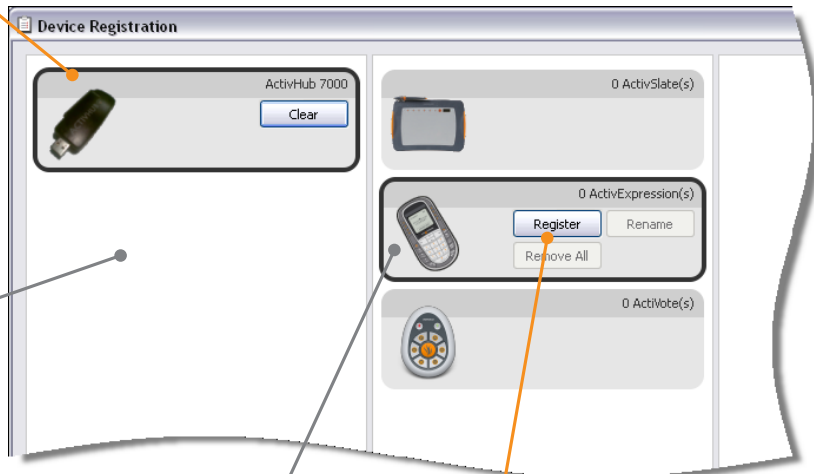 Device Registration
ActivHub 7000
Clear
0 ActivSlate(s)
0 ActivExpression(s)
Register
Rename
Remove All
0 ActiVote(s)